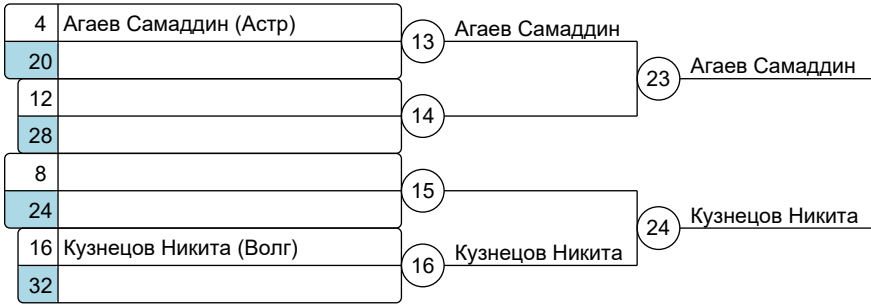 4 Агаев Самаддин (Астр)
20
12
28
8
24
16 Кузнецов Никита (Волг)
32
13 Агаев Самаддин
14
15
16 Кузнецов Никита
23 Агаев Самаддин
24 Кузнецов Никита